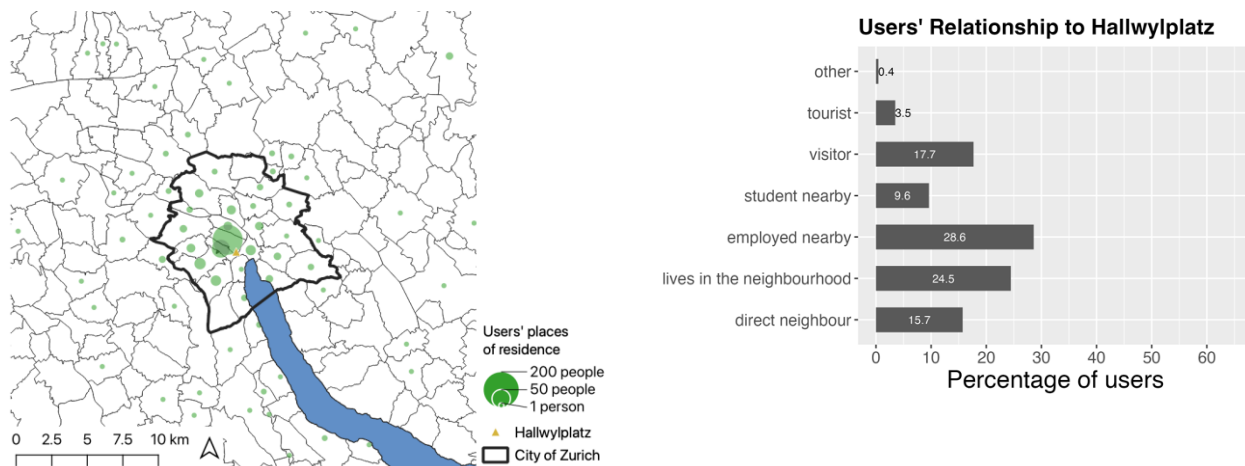 Users' places
of residence
200 people
50 people
1 person
Hallwylplatz
City of Zurich
0 2.5 5 7.5 10 km
Users' Relationship to Hallwylplatz
other 0.4
tourist 3.5
visitor 17.7
student nearby 9.6
employed nearby 28.6
lives in the neighbourhood 24.5
direct neighbour 15.7
0 10 20 30 40 50 60
Percentage of users